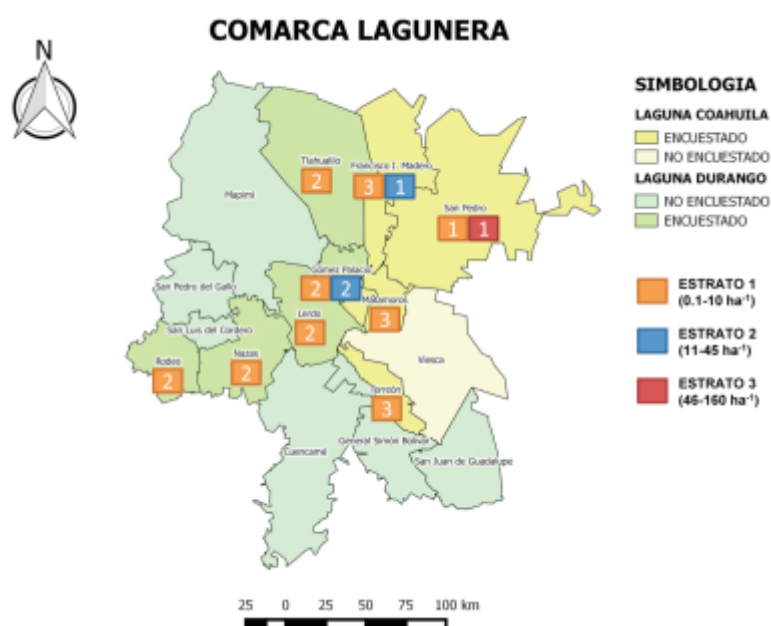 COMARCA LAGUNERA
N
SIMBOLOGIA
LAGUNA COAHUILA
ENCUESTADO
NO ENCUESTADO
LAGUNA DURANGO
NO ENCUESTADO
ENCUESTADO
ESTRATO 1
(0.1-10 ha⁻¹)
ESTRATO 2
(11-45 ha⁻¹)
ESTRATO 3
(46-160 ha⁻¹)
Tlahualilo
2
Francisco I. Madero
3 1
Mapimí
San Pedro
1 1
San Pedro del Gallo
Gómez Palacio
2 2
Matamoros
3
Lerdo
2
San Luis del Cordero
Rodeo
2
Nazas
2
Viesca
Torreón
3
General Simón Bolívar
Cuencamé
San Juan de Guadalupe
25 0 25 50 75 100 km